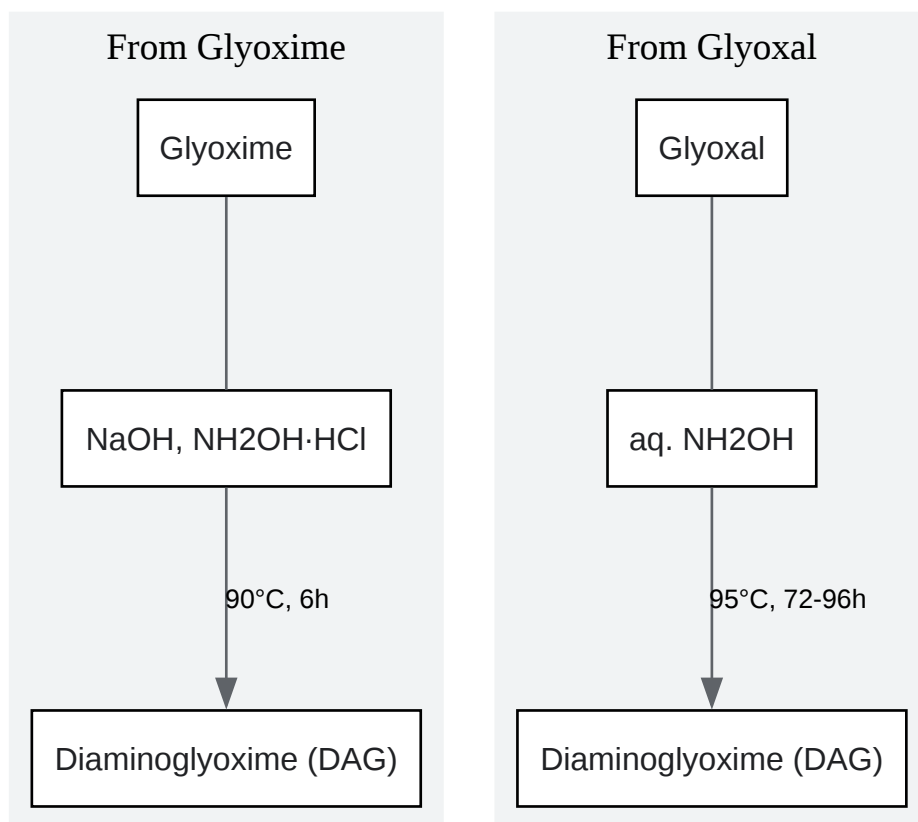 From Glyoxime
Glyoxime
NaOH, NH2OH·HCl
90°C, 6h
Diaminoglyoxime (DAG)
From Glyoxal
Glyoxal
aq. NH2OH
95°C, 72-96h
Diaminoglyoxime (DAG)